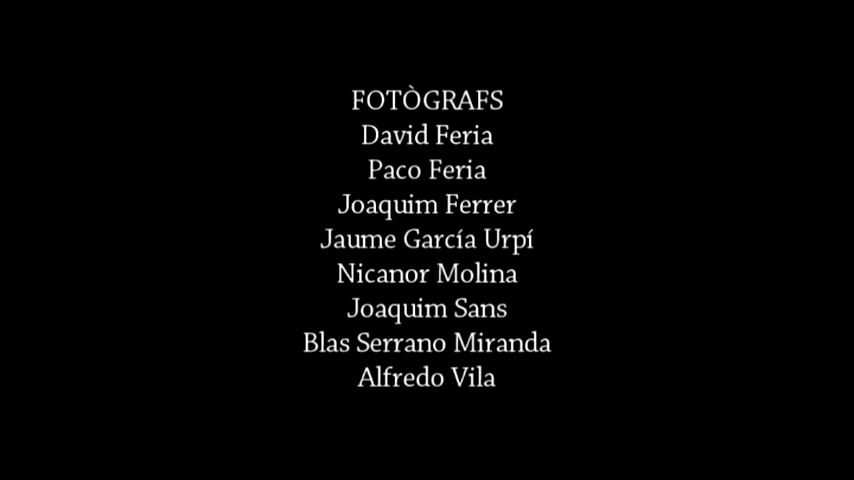 FOTÒGRAFS
David Feria
Paco Feria
Joaquim Ferrer
Jaume García Urpí
Nicanor Molina
Joaquim Sans
Blas Serrano Miranda
Alfredo Vila